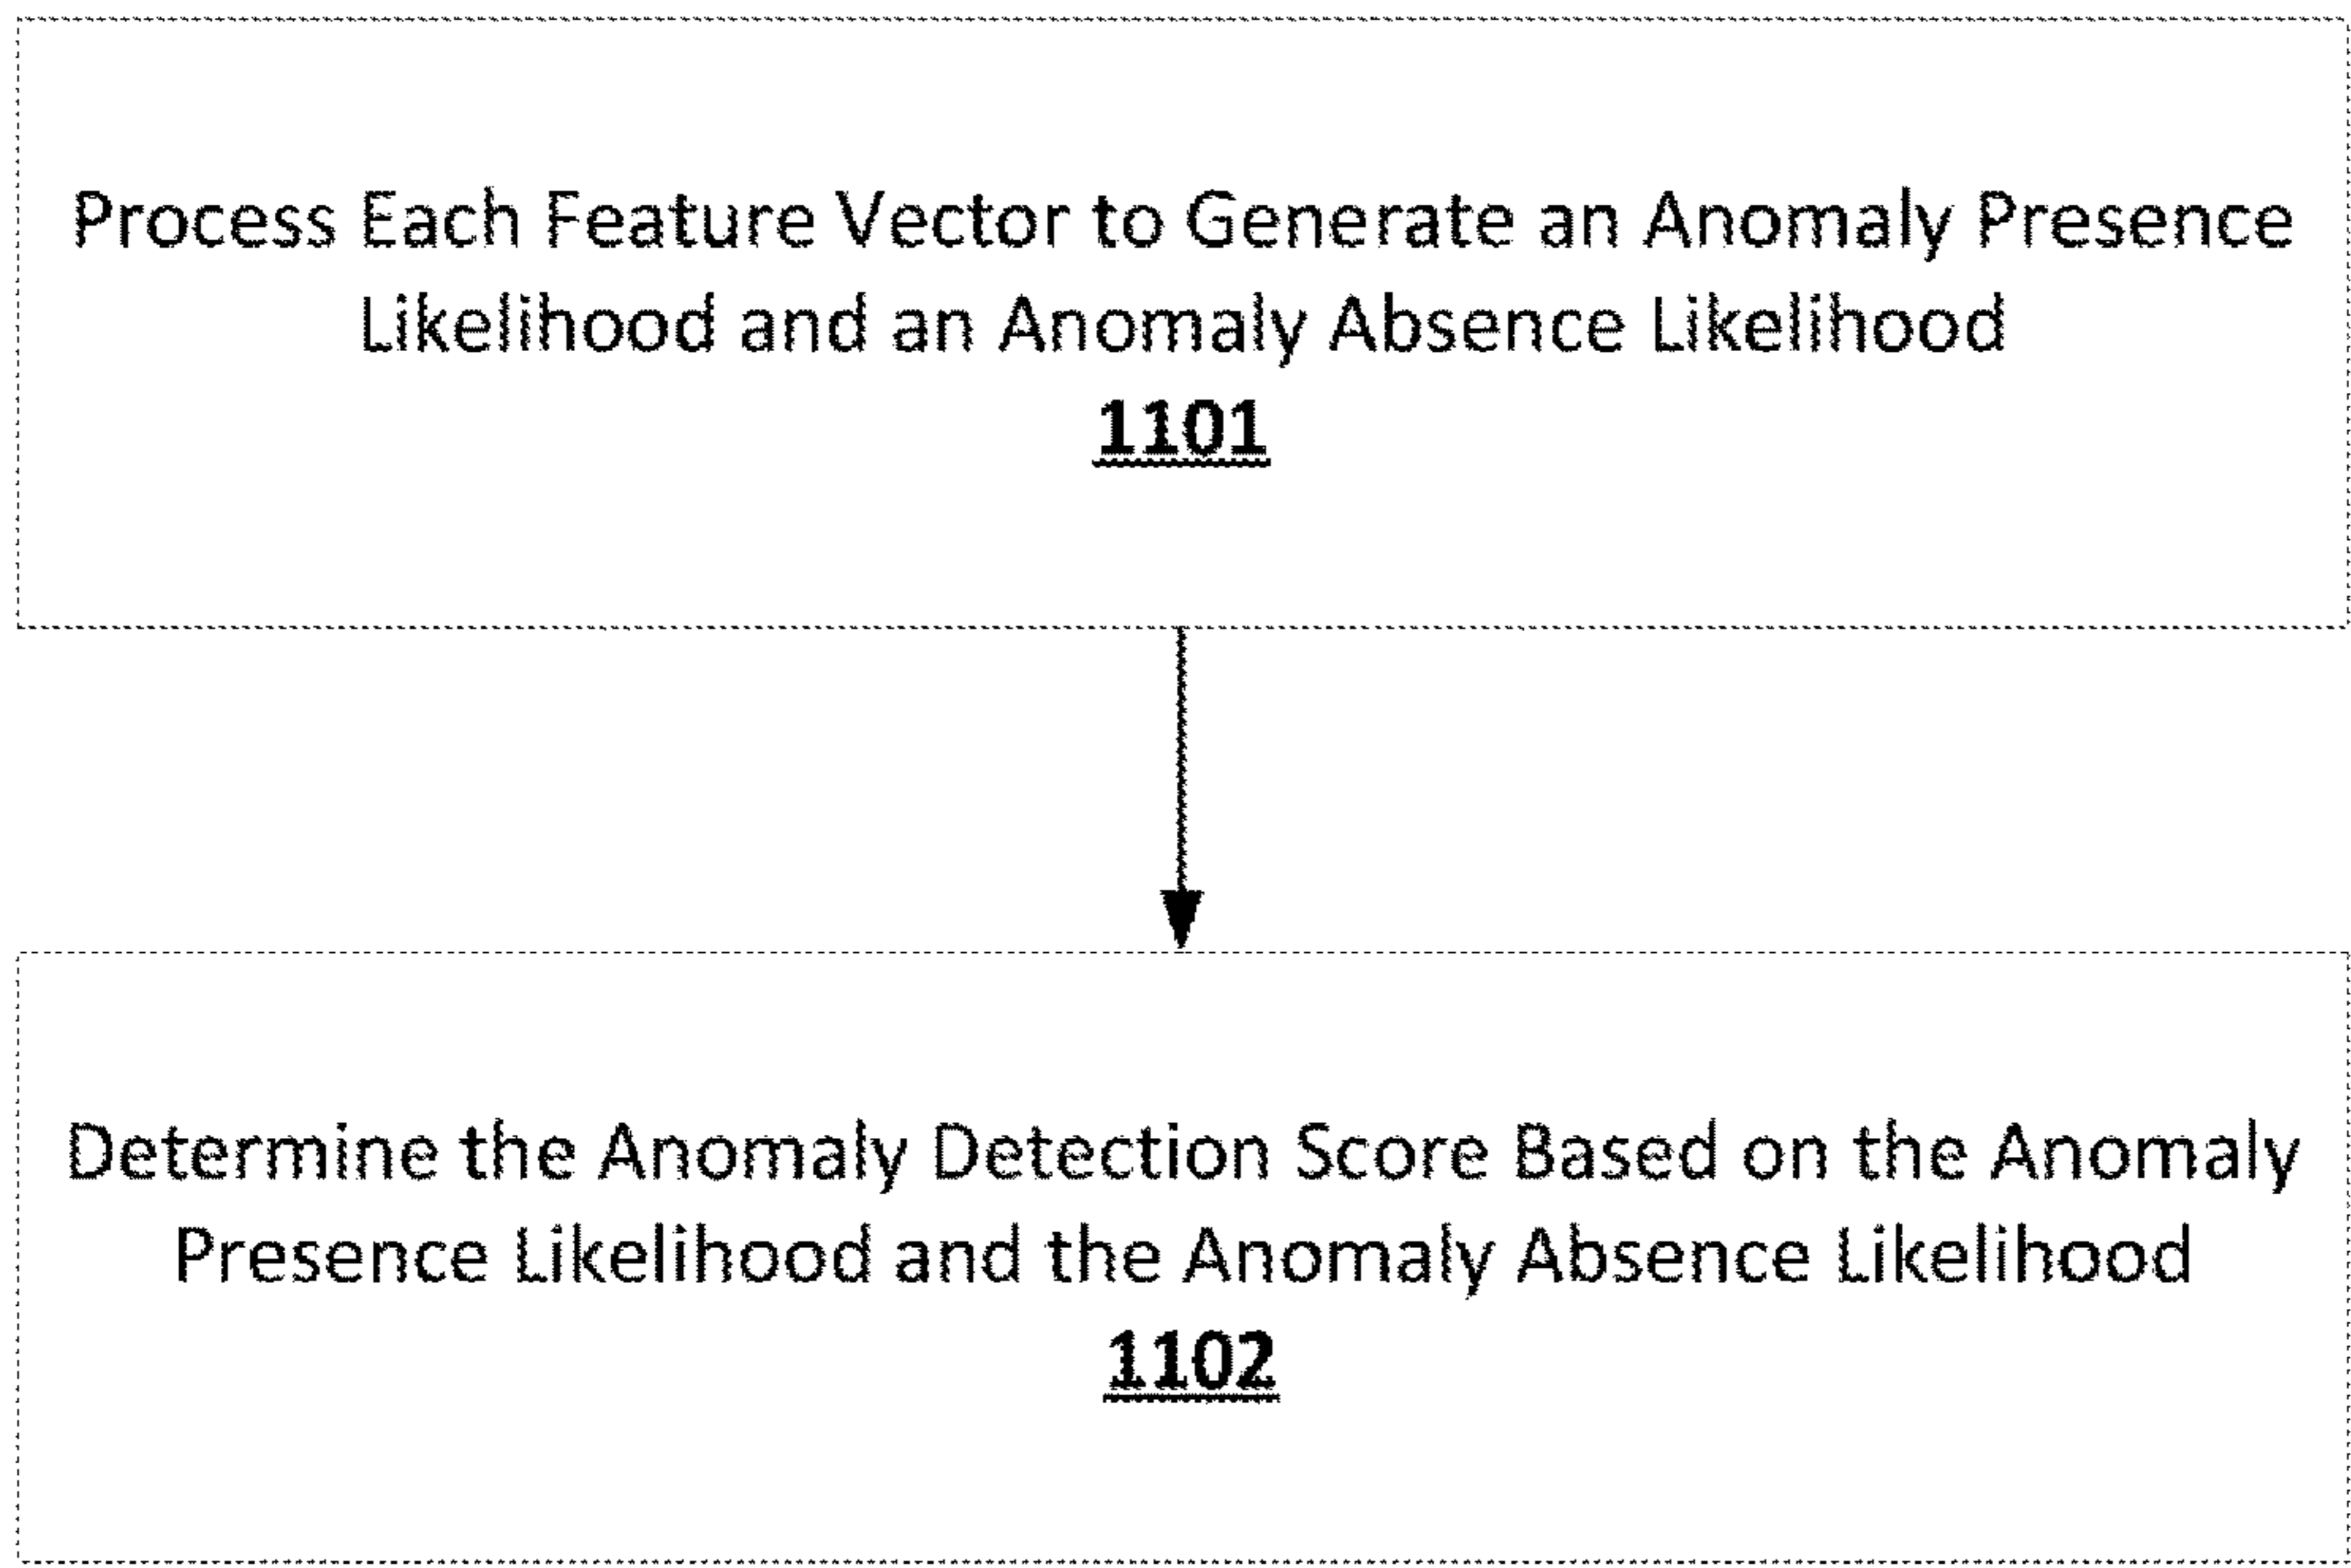 Process Each Feature Vector to Generate an Anomaly Presence
Likelihood and an Anomaly Absence Likelihood
1101
Determine the Anomaly Detection Score Based on the Anomaly
Presence Likelihood and the Anomaly Absence Likelihood
1102